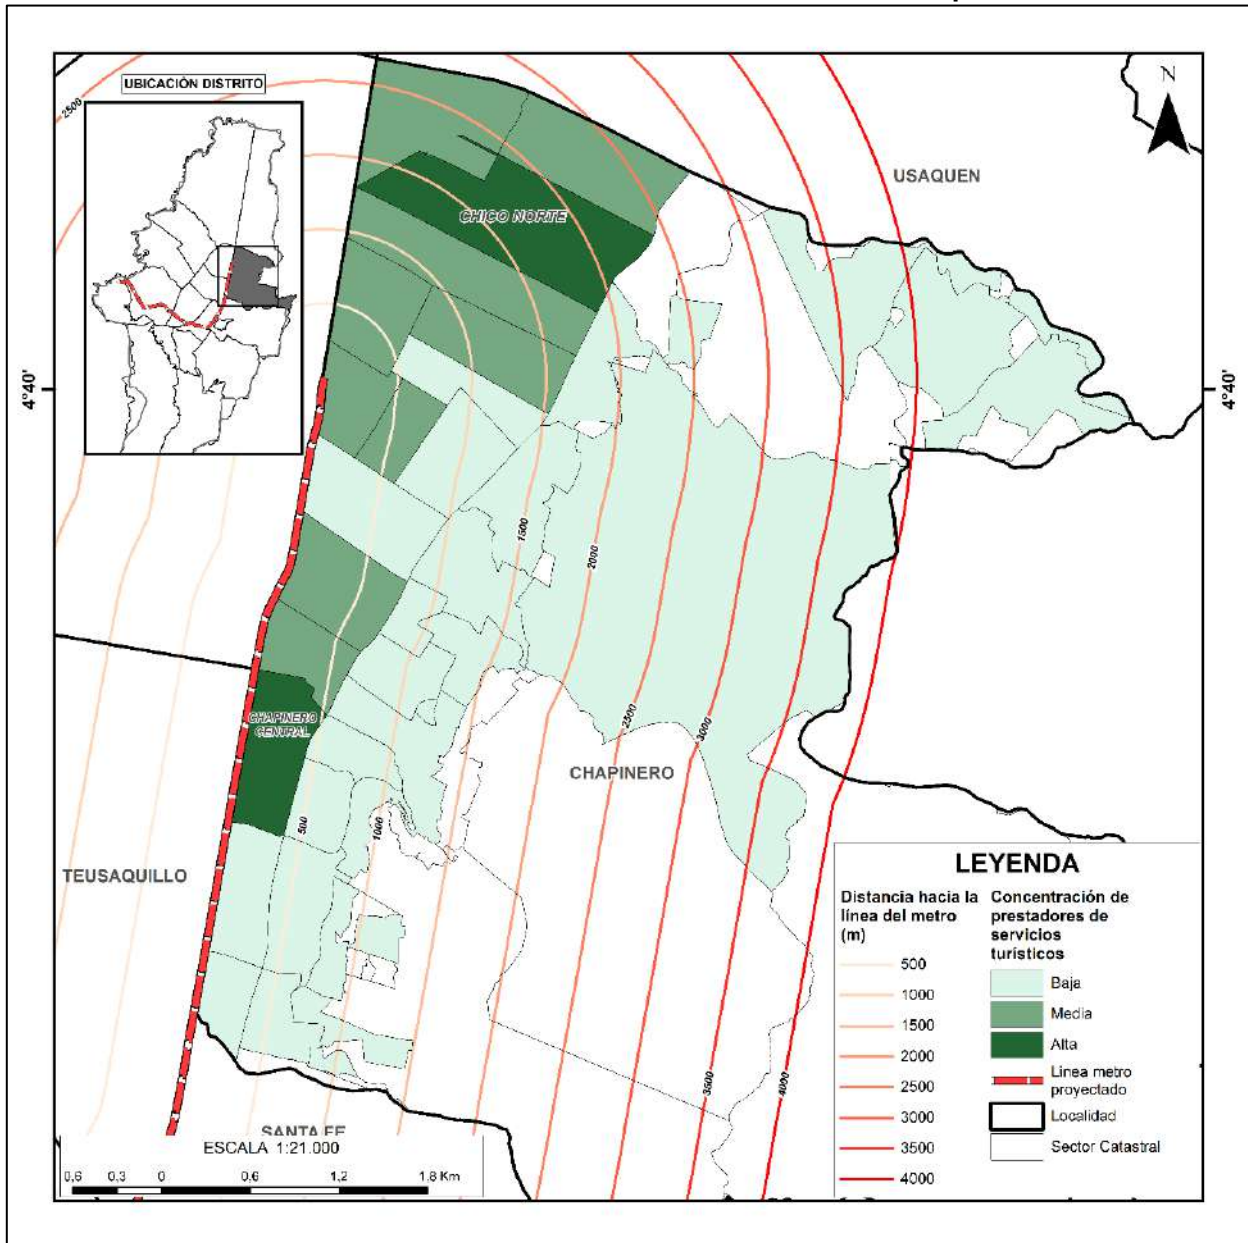 UBICACIÓN DISTRITO
2500
N
USAQUEN
CHICO NORTE
4°40'
4°40'
1500
2000
CHAPINERO
CENTRAL
2500
3000
CHAPINERO
500
1000
TEUSAQUILLO
3500
4000
SANTA FE
ESCALA 1:21.000
0,6 0,3 0 0,6 1,2 1,8 Km
LEYENDA
Distancia hacia la
línea del metro
(m)
500
1000
1500
2000
2500
3000
3500
4000
Concentración de
prestadores de
servicios
turísticos
Baja
Media
Alta
Linea metro
proyectado
Localidad
Sector Catastral